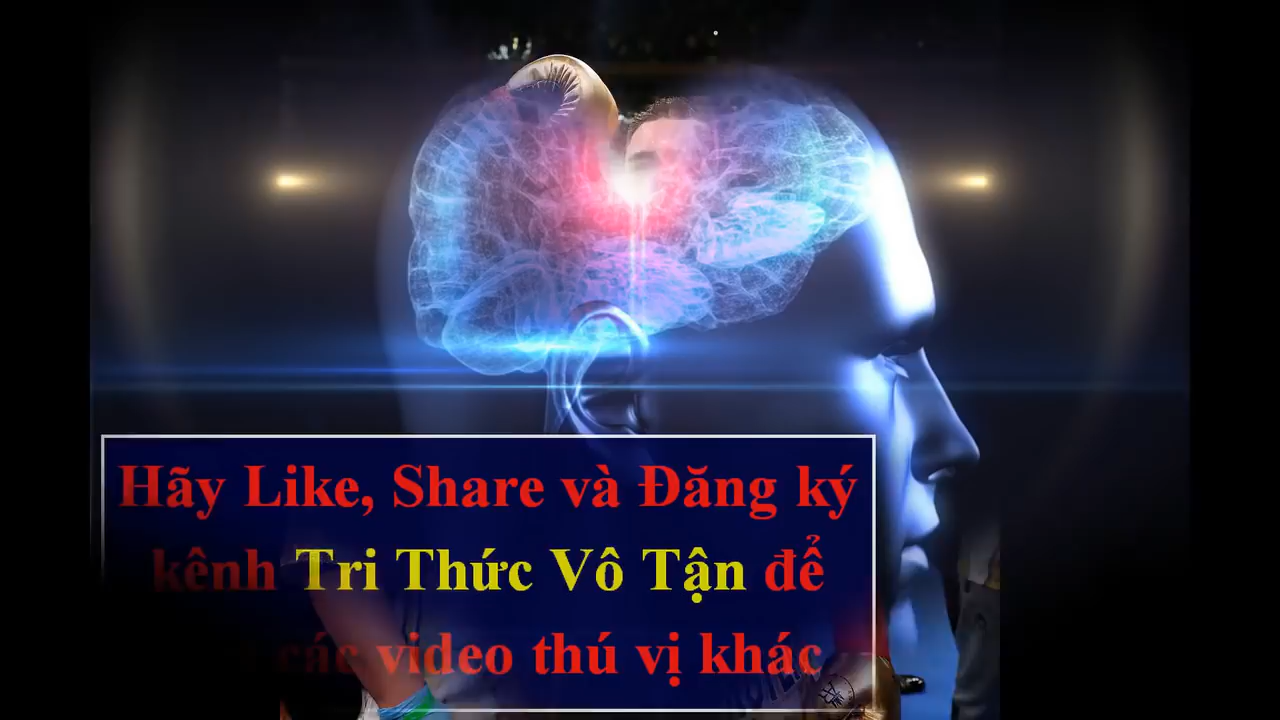 Hãy Like, Share và Đăng ký
kênh Tri Thức Vô Tận để
các video thú vị khác